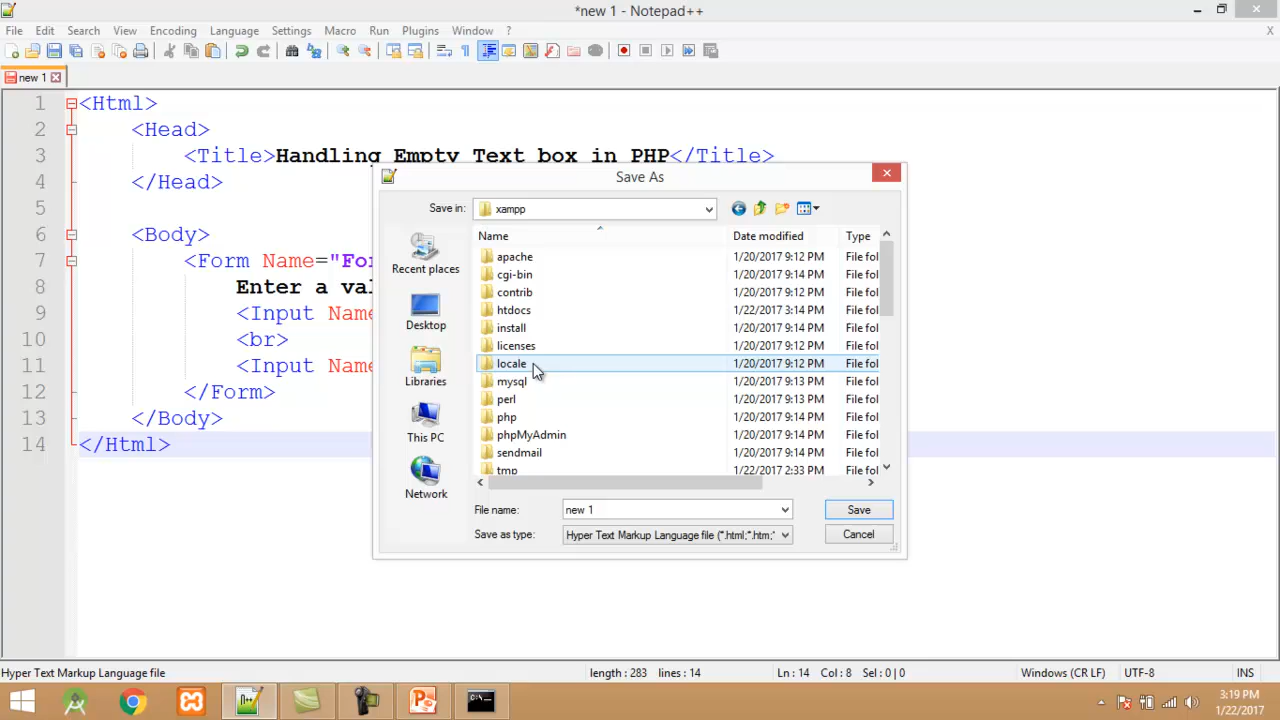 *new 1 - Notepad++
File Edit Search View Encoding Language Settings Macro Run Plugins Window ? X
new 1
1 <Html>
2 <Head>
3 <Title>Handling Empty Text box in PHP</Title>
4 </Head>
5
6 <Body>
7 <Form Name="For
8 Enter a val
9 <Input Name
10 <br>
11 <Input Name
12 </Form>
13 </Body>
14 </Html>
Save As
Save in: xampp
Recent places
Desktop
Libraries
This PC
Network
Name Date modified Type
apache 1/20/2017 9:12 PM File fol
cgi-bin 1/20/2017 9:14 PM File fol
contrib 1/20/2017 9:12 PM File fol
htdocs 1/22/2017 3:14 PM File fol
install 1/20/2017 9:14 PM File fol
licenses 1/20/2017 9:12 PM File fol
locale 1/20/2017 9:12 PM File fol
mysql 1/20/2017 9:13 PM File fol
perl 1/20/2017 9:13 PM File fol
php 1/20/2017 9:14 PM File fol
phpMyAdmin 1/20/2017 9:14 PM File fol
sendmail 1/20/2017 9:14 PM File fol
tmp 1/22/2017 2:33 PM File fol
File name: new 1 Save
Save as type: Hyper Text Markup Language file (*.html;*.htm;* Cancel
Hyper Text Markup Language file length : 283 lines : 14 Ln : 14 Col : 8 Sel : 0 | 0 Windows (CR LF) UTF-8 INS
3:19 PM
1/22/2017